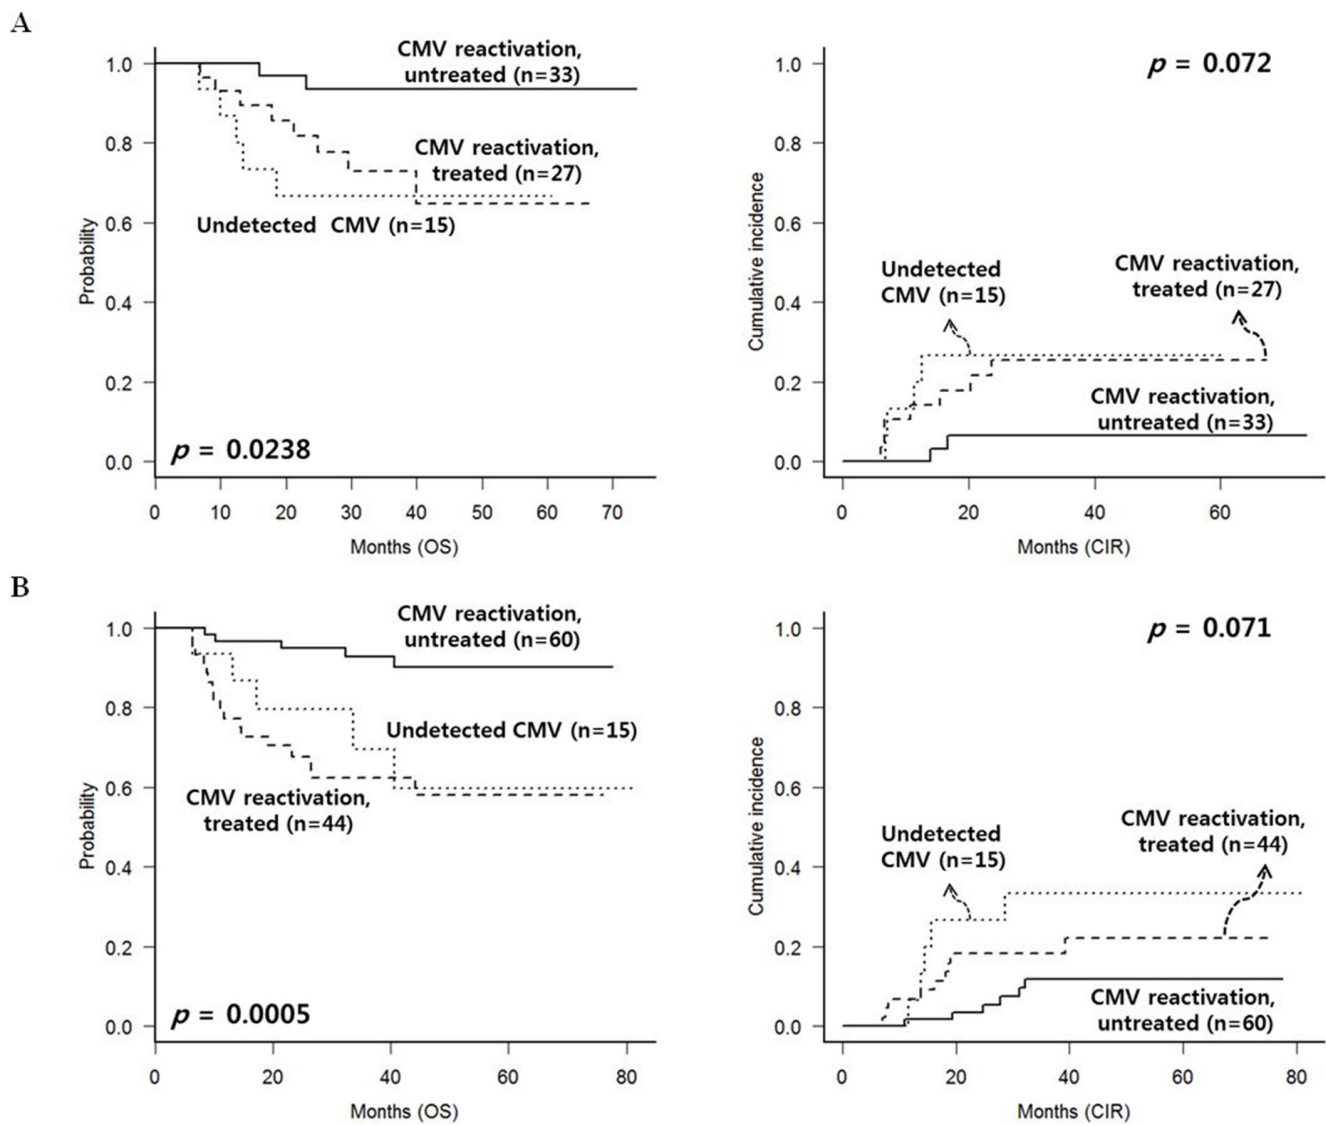 A
CMV reactivation,
untreated (n=33)
CMV reactivation,
treated (n=27)
Undetected CMV (n=15)
p = 0.0238
1.0
0.8
0.6
0.4
0.2
0.0
Probability
0 10 20 30 40 50 60 70
Months (OS)
p = 0.072
Undetected
CMV (n=15)
CMV reactivation,
treated (n=27)
CMV reactivation,
untreated (n=33)
1.0
0.8
0.6
0.4
0.2
0.0
Cumulative incidence
0 20 40 60
Months (CIR)
B
CMV reactivation,
untreated (n=60)
Undetected CMV (n=15)
CMV reactivation,
treated (n=44)
p = 0.0005
1.0
0.8
0.6
0.4
0.2
0.0
Probability
0 20 40 60 80
Months (OS)
p = 0.071
Undetected
CMV (n=15)
CMV reactivation,
treated (n=44)
CMV reactivation,
untreated (n=60)
1.0
0.8
0.6
0.4
0.2
0.0
Cumulative incidence
0 20 40 60 80
Months (CIR)